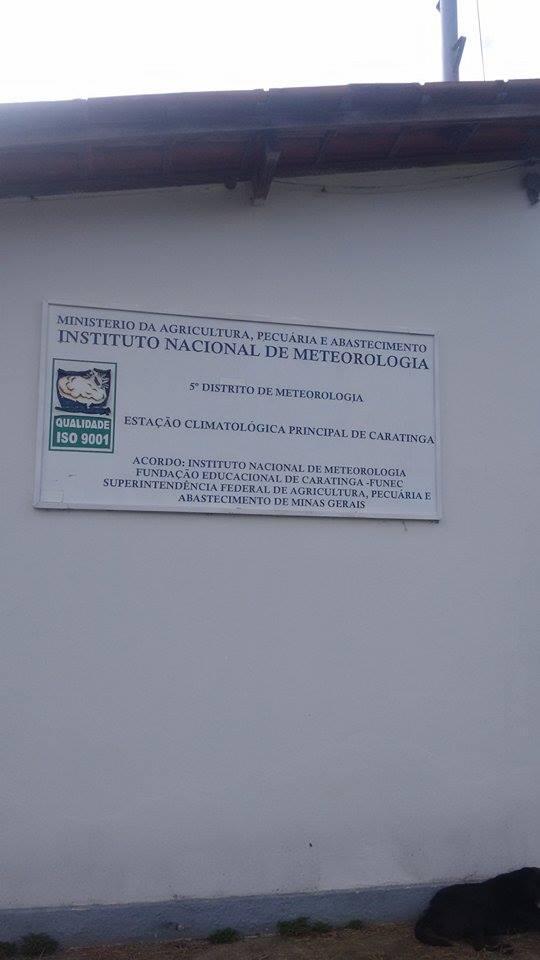 MINISTERIO DA AGRICULTURA, PECUÁRIA E ABASTECIMENTO
INSTITUTO NACIONAL DE METEOROLOGIA
5º DISTRITO DE METEOROLOGIA
ESTAÇÃO CLIMATOLÓGICA PRINCIPAL DE CARATINGA
QUALIDADE
ISO 9001
ACORDO: INSTITUTO NACIONAL DE METEOROLOGIA
FUNDAÇÃO EDUCACIONAL DE CARATINGA -FUNEC
SUPERINTENDÊNCIA FEDERAL DE AGRICULTURA, PECUÁRIA E
ABASTECIMENTO DE MINAS GERAIS